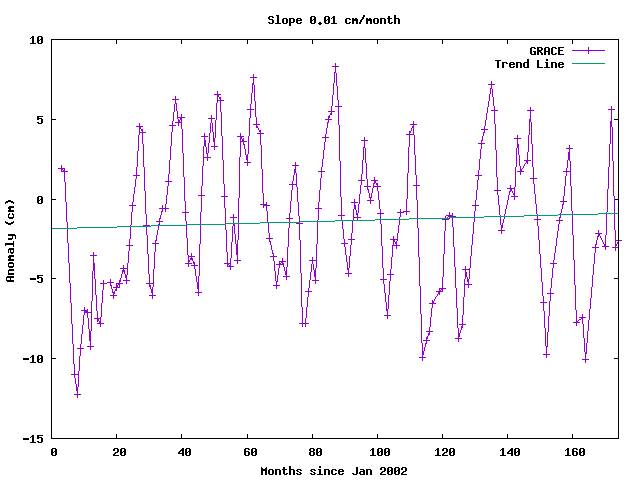 Slope 0.01 cm/month
GRACE
Trend Line
10
5
0
-5
-10
-15
Anomaly (cm)
0 20 40 60 80 100 120 140 160
Months since Jan 2002